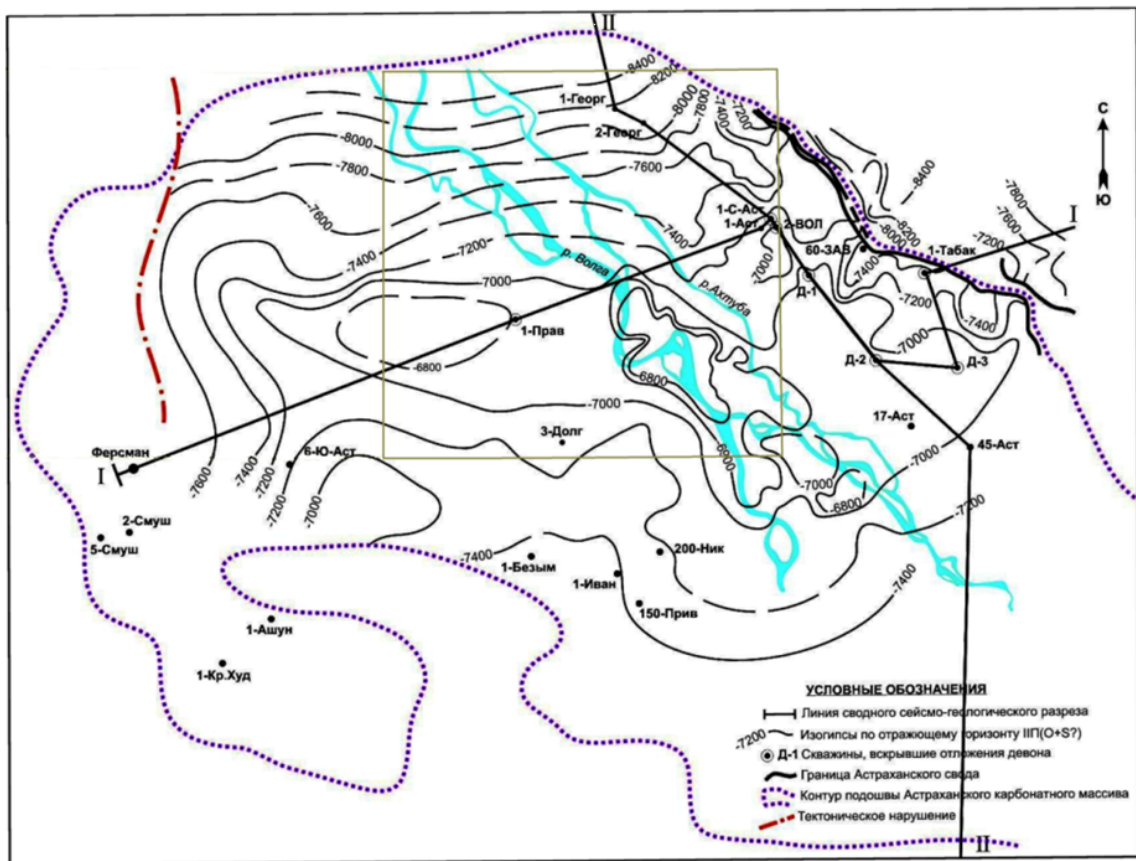 II
-8400
-8200
1-Георг
-8000
-7800
-7400
-7200
2-Георг
-8000
-7600
-7800
-7600
-7400
-7200
-7400
1-С-Аст
1-Аст
2-ВОЛ
60-ЗАВ
-8400
-8200
-8000
1-Табак
-7800
-7600
-7200
I
С
Ю
р. Волга
-7000
-7000
Д-1
-7400
-7200
-7400
р.Ахтуба
1-Прав
-6800
-6800
-7000
Д-2
Д-3
-7000
3-Долг
17-Аст
45-Аст
Ферсман
I
6-Ю-Аст
-7600
-7400
-7200
-7200
-7000
-6900
-7000
-6800
-7000
-7200
2-Смуш
5-Смуш
-7400
1-Безым
200-Ник
1-Иван
150-Прив
-7400
1-Ашун
1-Кр.Худ
УСЛОВНЫЕ ОБОЗНАЧЕНИЯ
Линия сводного сейсмо-геологического разреза
-7200 Изогипсы по отражающему горизонту IIП(O+S?)
Д-1 Скважины, вскрывшие отложения девона
Граница Астраханского свода
Контур подошвы Астраханского карбонатного массива
Тектоническое нарушение
II